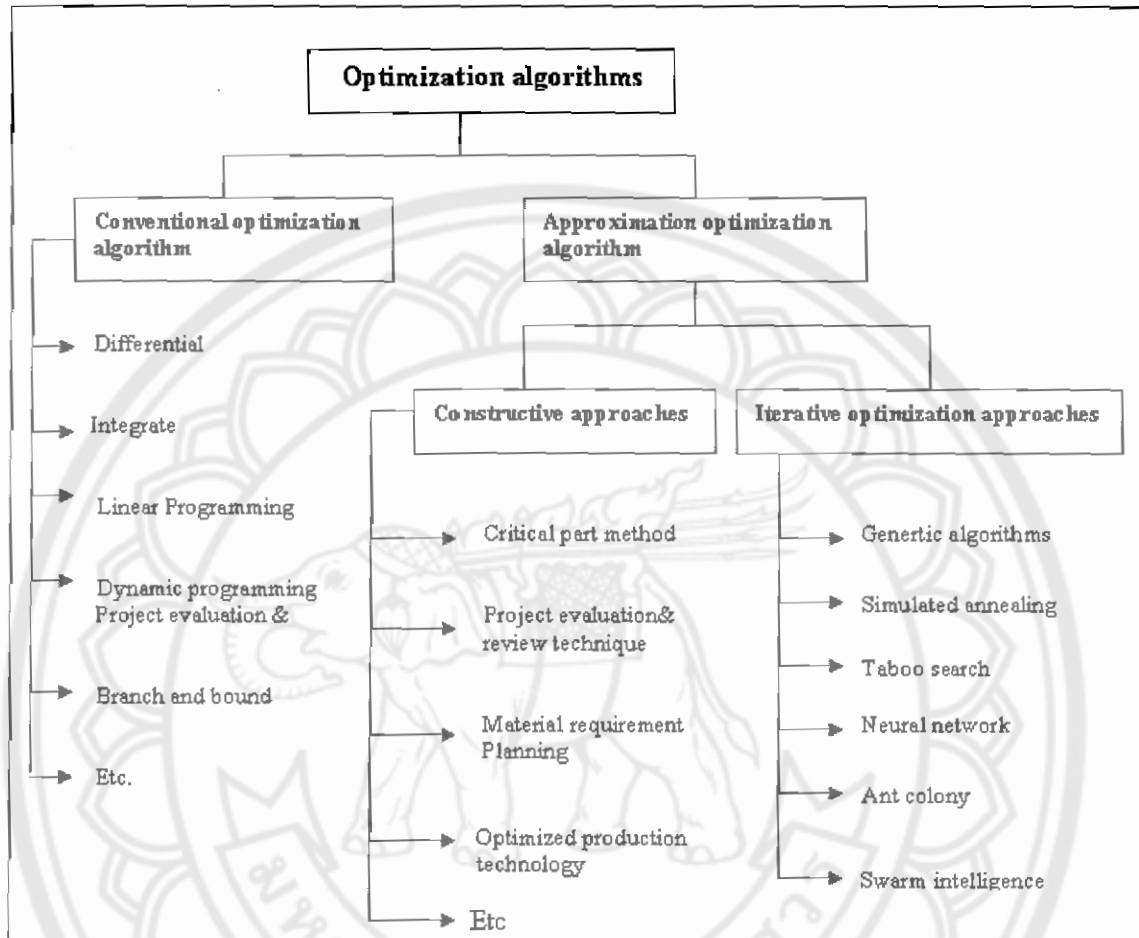 Optimization algorithms
Conventional optimization
algorithm
Differential
Integrate
Linear Programming
Dynamic programming
Project evaluation &
Branch and bound
Etc.
Approximation optimization
algorithm
Constructive approaches
Critical part method
Project evaluation&
review technique
Material requirement
Planning
Optimized production
technology
Etc
Iterative optimization approaches
Genertic algorithms
Simulated annealing
Taboo search
Neural network
Ant colony
Swarm intelligence